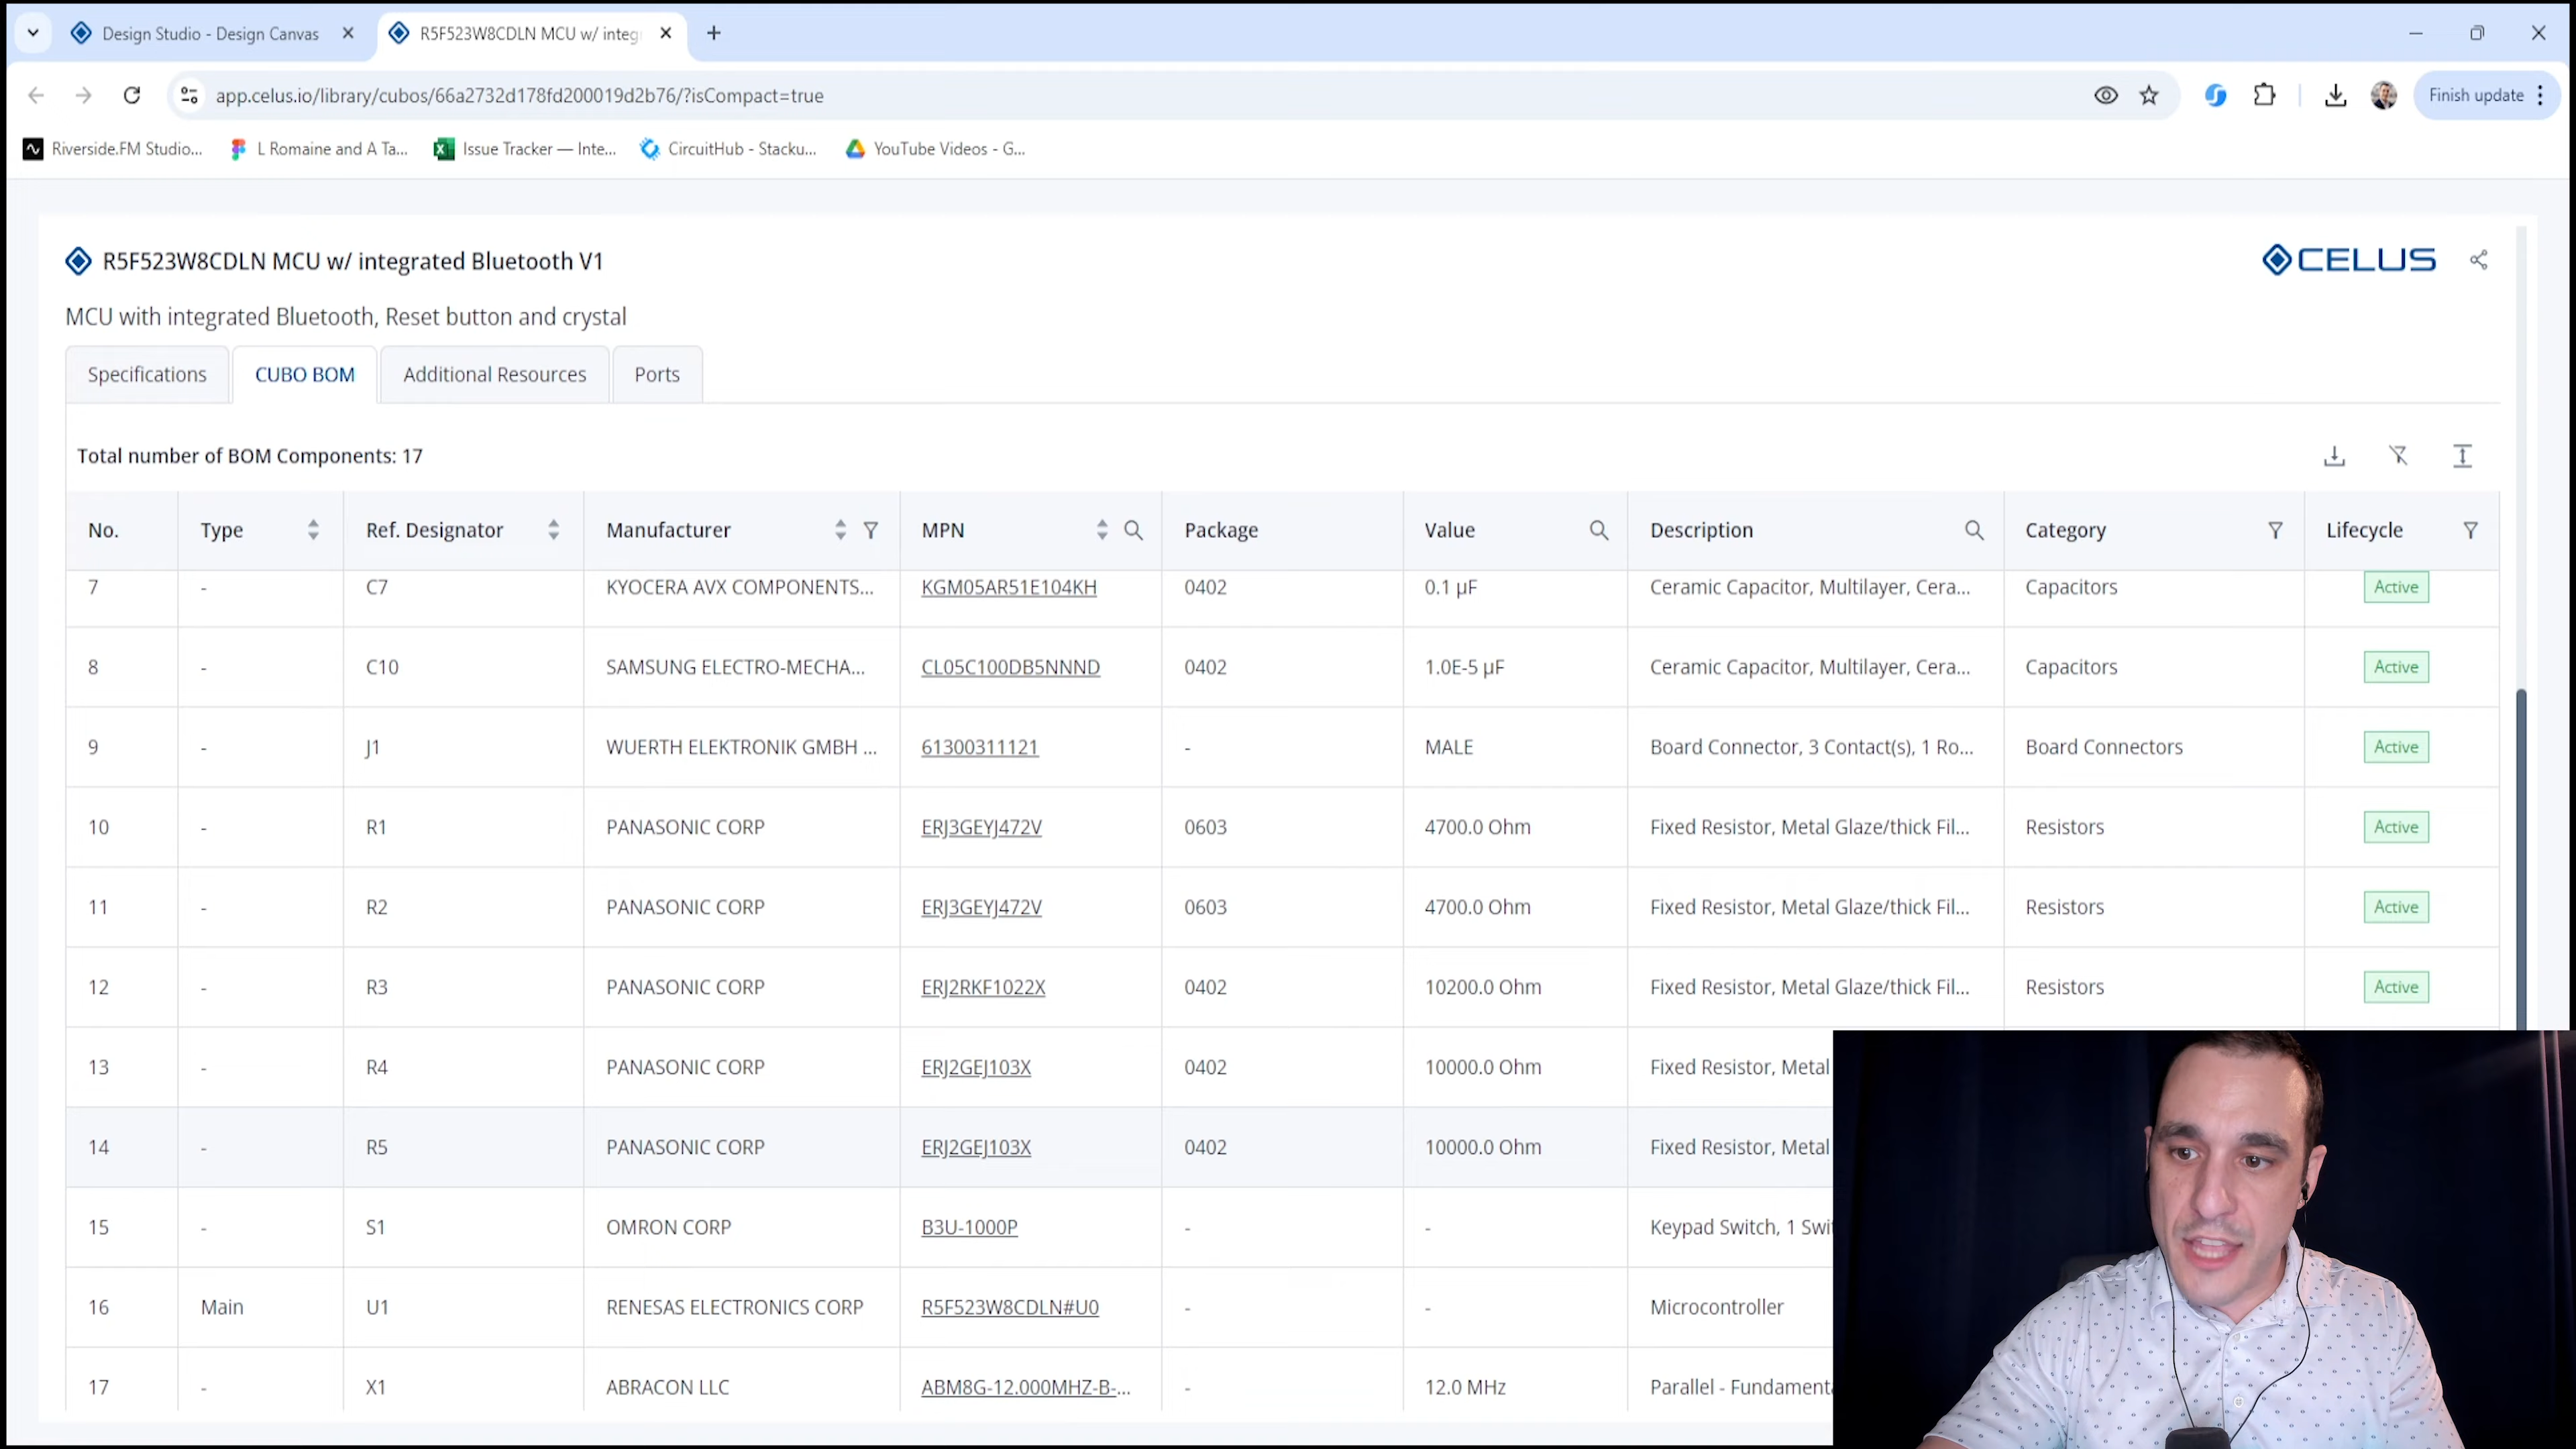 Design Studio - Design Canvas
R5F523W8CDLN MCU w/ integ
app.celus.io/library/cubos/66a2732d178fd200019d2b76/?isCompact=true
Finish update
Riverside.FM Studio...
L Romaine and A Ta...
Issue Tracker — Inte...
CircuitHub - Stacku...
YouTube Videos - G...
R5F523W8CDLN MCU w/ integrated Bluetooth V1
CELUS
MCU with integrated Bluetooth, Reset button and crystal
Specifications CUBO BOM Additional Resources Ports
Total number of BOM Components: 17
No. Type Ref. Designator Manufacturer MPN Package Value Description Category Lifecycle
7 - C7 KYOCERA AVX COMPONENTS... KGM05AR51E104KH 0402 0.1 µF Ceramic Capacitor, Multilayer, Cera... Capacitors Active
8 - C10 SAMSUNG ELECTRO-MECHA... CL05C100DB5NNND 0402 1.0E-5 µF Ceramic Capacitor, Multilayer, Cera... Capacitors Active
9 - J1 WUERTH ELEKTRONIK GMBH ... 61300311121 - MALE Board Connector, 3 Contact(s), 1 Ro... Board Connectors Active
10 - R1 PANASONIC CORP ERJ3GEYJ472V 0603 4700.0 Ohm Fixed Resistor, Metal Glaze/thick Fil... Resistors Active
11 - R2 PANASONIC CORP ERJ3GEYJ472V 0603 4700.0 Ohm Fixed Resistor, Metal Glaze/thick Fil... Resistors Active
12 - R3 PANASONIC CORP ERJ2RKF1022X 0402 10200.0 Ohm Fixed Resistor, Metal Glaze/thick Fil... Resistors Active
13 - R4 PANASONIC CORP ERJ2GEJ103X 0402 10000.0 Ohm Fixed Resistor, Metal
14 - R5 PANASONIC CORP ERJ2GEJ103X 0402 10000.0 Ohm Fixed Resistor, Metal
15 - S1 OMRON CORP B3U-1000P - - Keypad Switch, 1 Swi
16 Main U1 RENESAS ELECTRONICS CORP R5F523W8CDLN#U0 - - Microcontroller
17 - X1 ABRACON LLC ABM8G-12.000MHZ-B-... - 12.0 MHz Parallel - Fundament